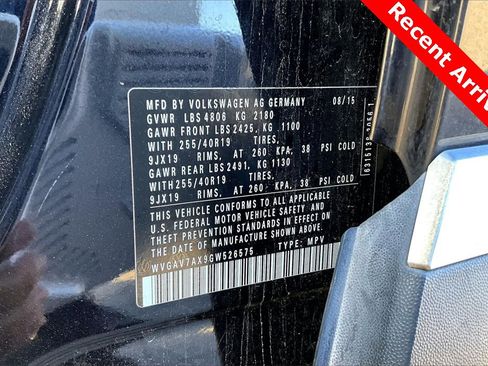 Recent Arriv
MFD BY VOLKSWAGEN AG GERMANY 08/15
GVWR LBS 4806 KG 2180
GAWR FRONT LBS 2425, KG 1100
WITH 255/40R19 TIRES,
9JX19 RIMS, AT 260 KPA, 38 PSI COLD
GAWR REAR LBS 2491, KG 1130
WITH 255/40R19 TIRES,
9JX19 RIMS, AT 260 KPA, 38 PSI COLD
THIS VEHICLE CONFORMS TO ALL APPLICABLE
U.S. FEDERAL MOTOR VEHICLE SAFETY AND
THEFT PREVENTION STANDARDS IN EFFECT ON THE
DATE OF MANUFACTURE SHOWN ABOVE.
WVGAV7AX9GW526575 TYPE: MPV